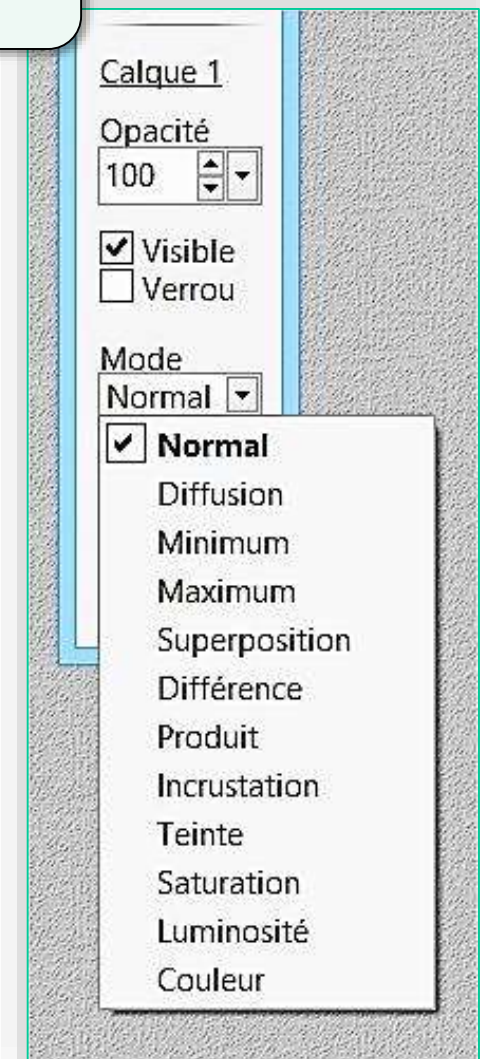 Calque 1
Opacité
100
Visible
Verrou
Mode
Normal
Normal
Diffusion
Minimum
Maximum
Superposition
Différence
Produit
Incrustation
Teinte
Saturation
Luminosité
Couleur